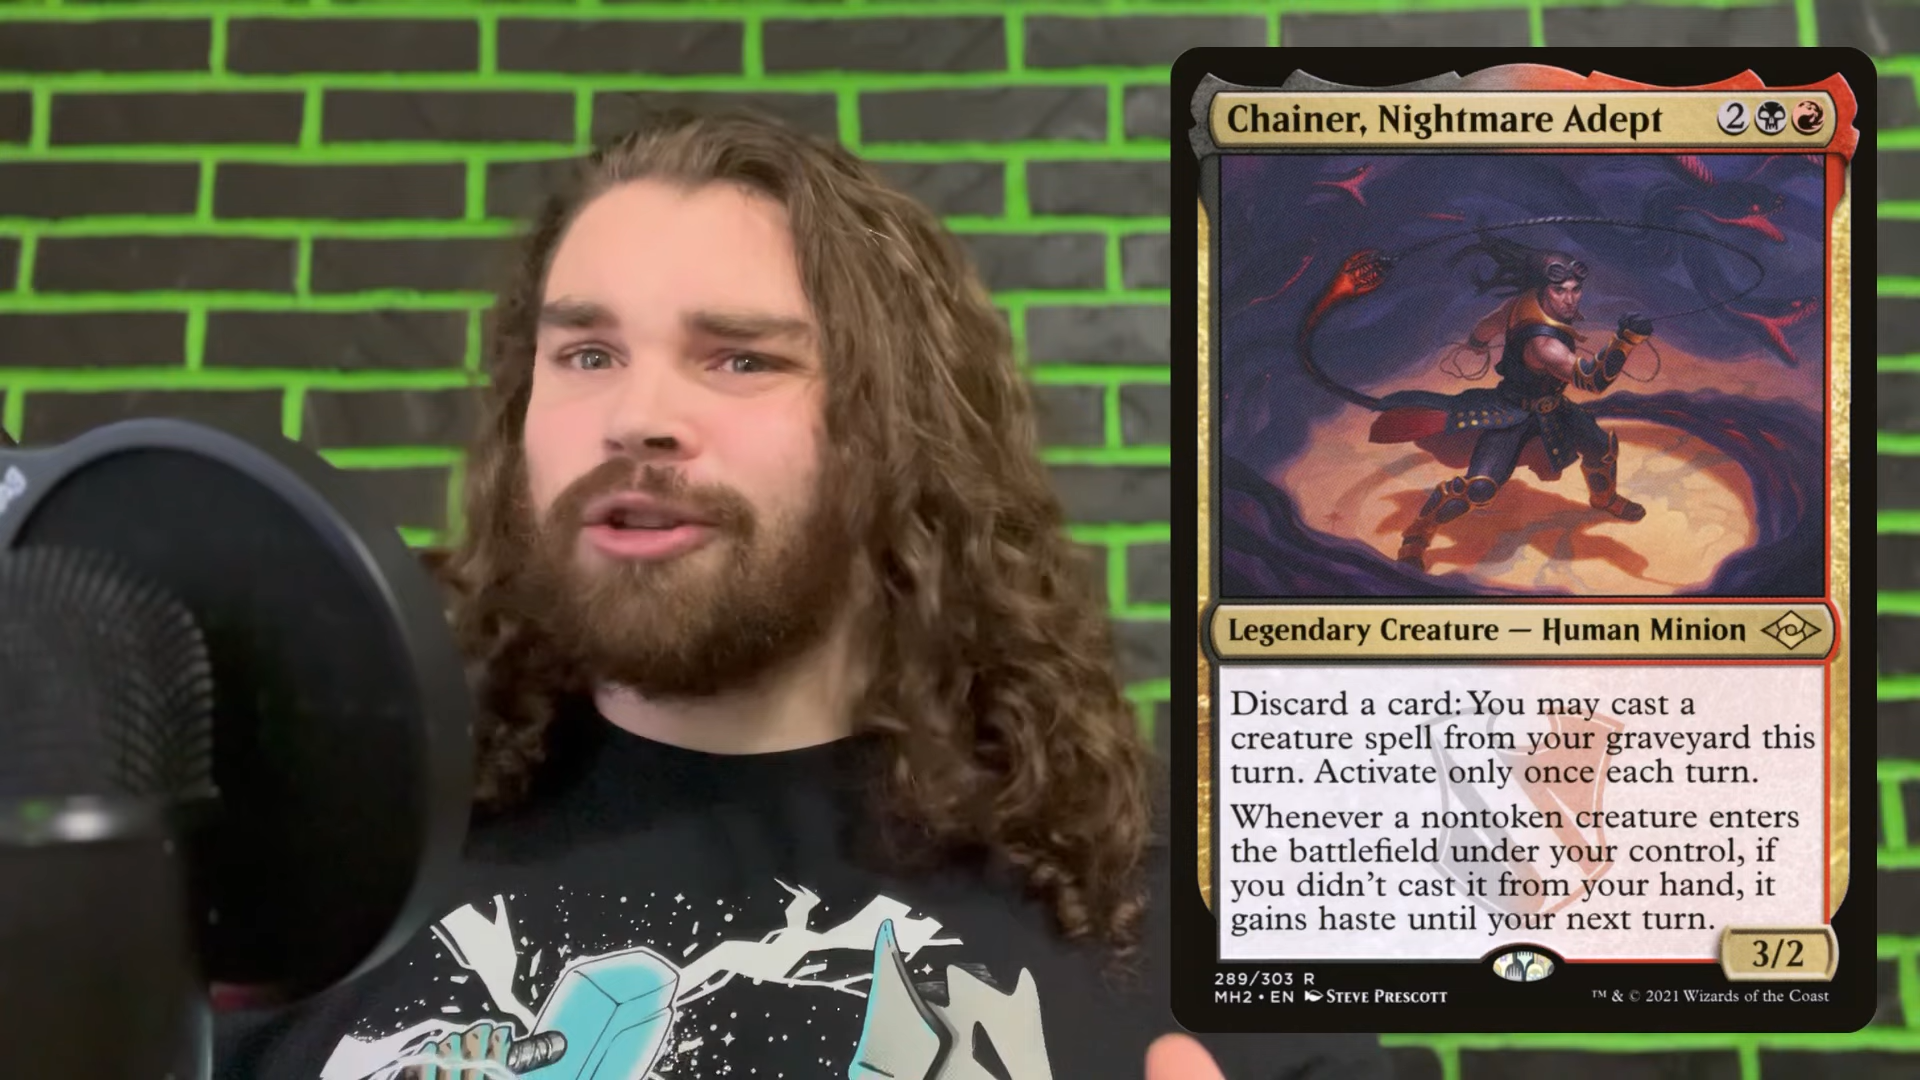 Chainer, Nightmare Adept 2
Legendary Creature — Human Minion
Discard a card: You may cast a
creature spell from your graveyard this
turn. Activate only once each turn.
Whenever a nontoken creature enters
the battlefield under your control, if
you didn't cast it from your hand, it
gains haste until your next turn.
3/2
289/303 R
MH2 • EN STEVE PRESCOTT
™ & © 2021 Wizards of the Coast